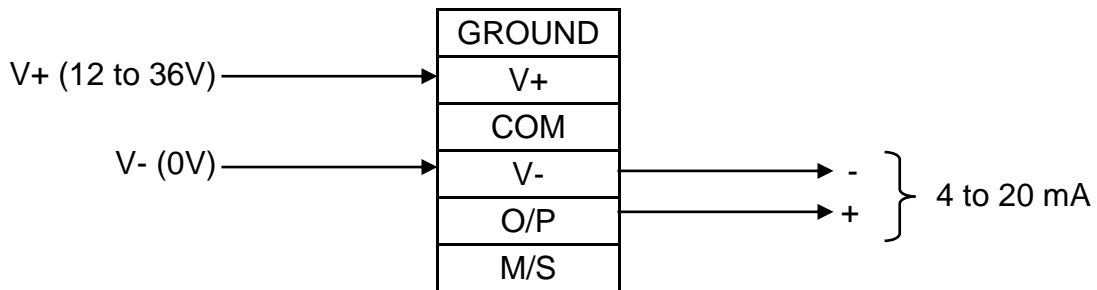 GROUND
V+ (12 to 36V)
V+
COM
V- (0V)
V-
-
4 to 20 mA
O/P
+
M/S